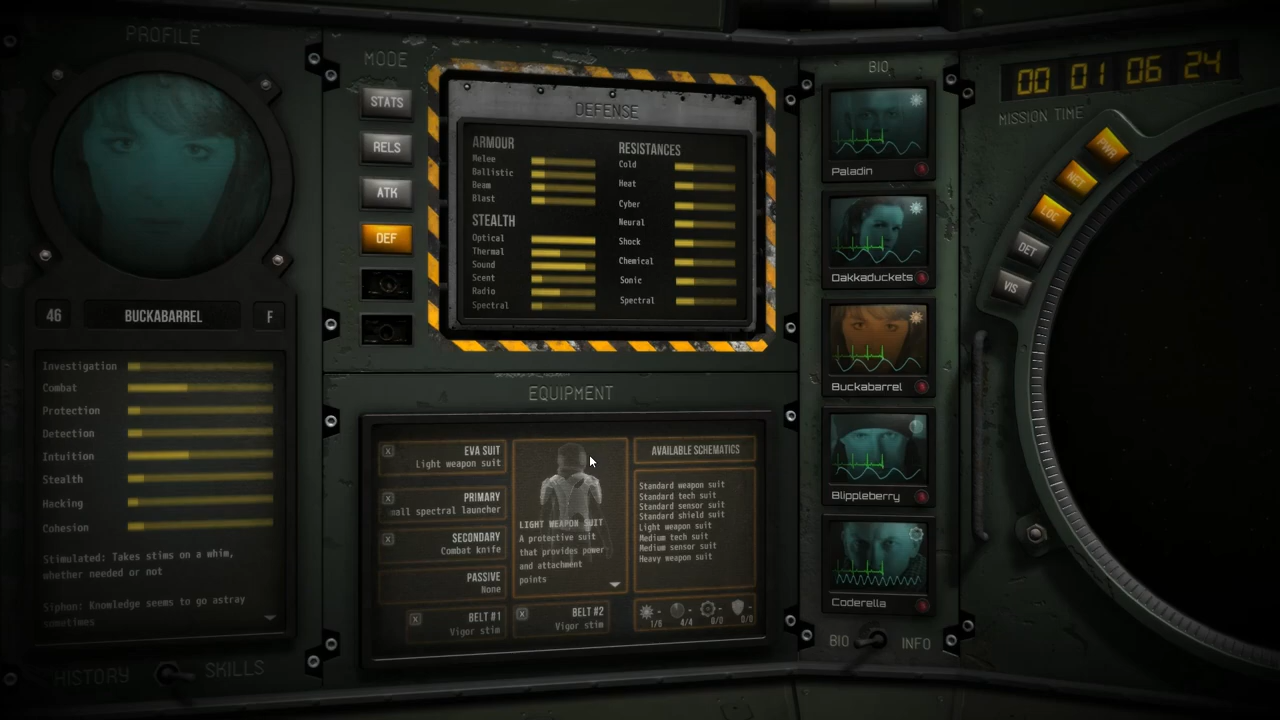 PROFILE
46
BUCKABARREL
F
Investigation
Combat
Protection
Detection
Intuition
Stealth
Hacking
Cohesion
Stimulated: Takes stims on a whim,
whether needed or not
Siphon: Knowledge seems to go astray
sometimes
HISTORY
SKILLS
MODE
STATS
RELS
ATK
DEF
DEFENSE
ARMOUR
Melee
Ballistic
Beam
Blast
STEALTH
Optical
Thermal
Sound
Scent
Radio
Spectral
RESISTANCES
Cold
Heat
Cyber
Neural
Shock
Chemical
Sonic
Spectral
EQUIPMENT
X
EVA SUIT
Light weapon suit
X
PRIMARY
mall spectral launcher
X
SECONDARY
Combat knife
PASSIVE
None
X
BELT #1
Vigor stim
LIGHT WEAPON SUIT
A protective suit
that provides power
and attachment
points
X
BELT #2
Vigor stim
AVAILABLE SCHEMATICS
Standard weapon suit
Standard tech suit
Standard sensor suit
Standard shield suit
Light weapon suit
Medium tech suit
Medium sensor suit
Heavy weapon suit
- - - -
1/8 4/4 0/0 0/0
BIO
Paladin
Dakkaduckets
Buckabarrel
Blippleberry
Coderella
BIO
INFO
00 01 06 24
MISSION TIME
PWR
NET
LOC
DET
VIS